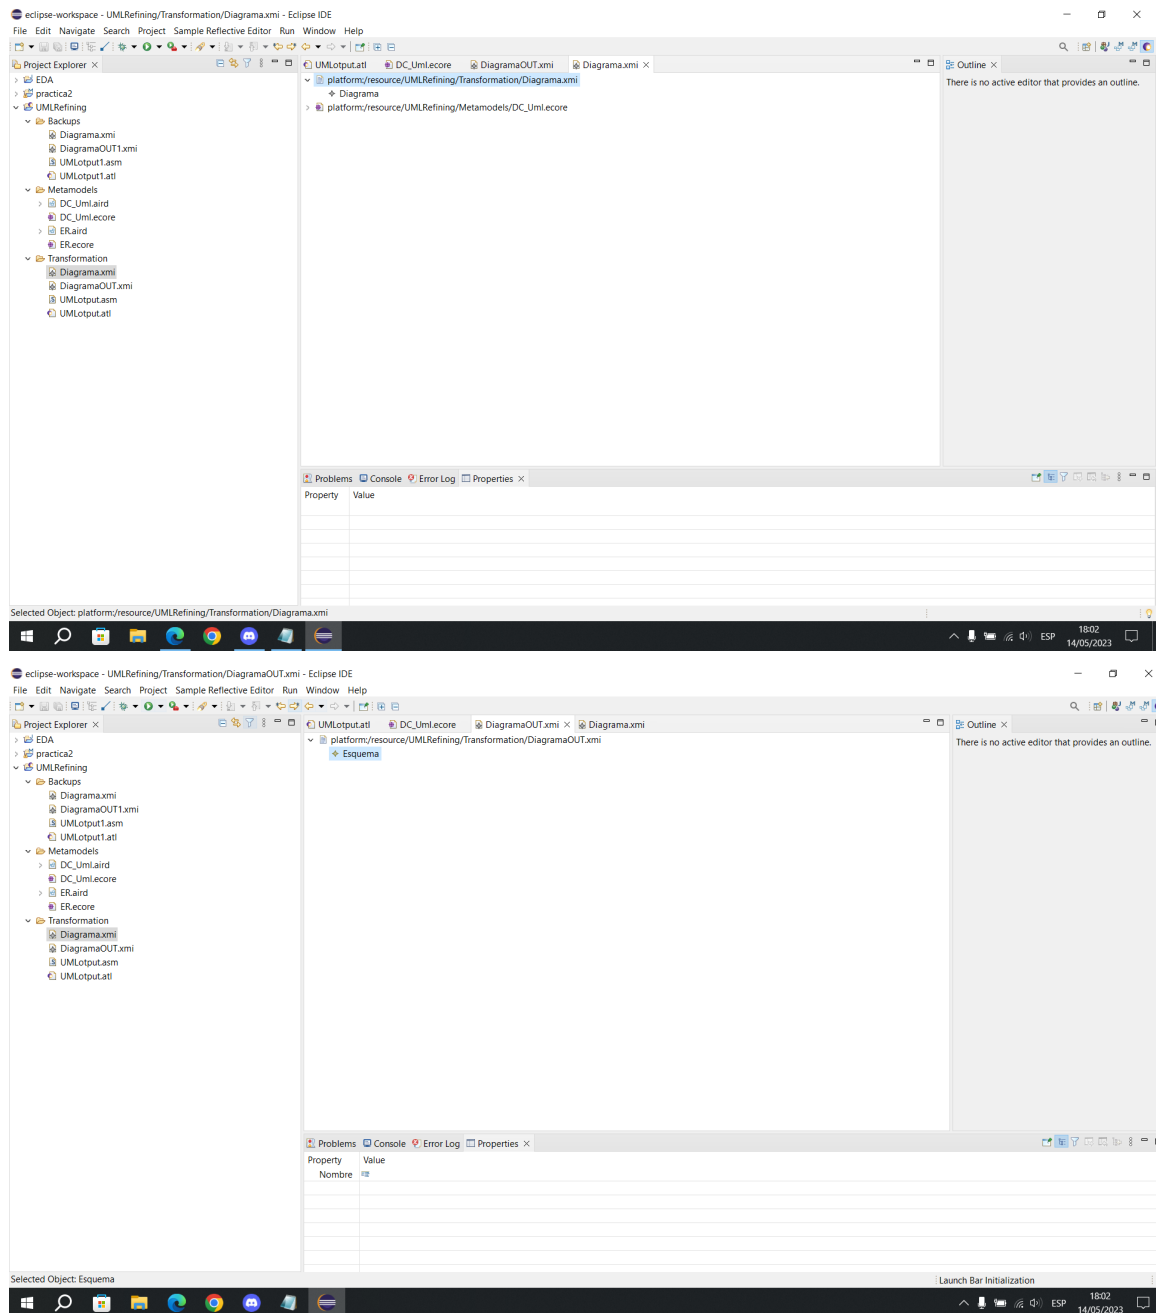 eclipse-workspace - UMLRefining/Transformation/Diagrama.xmi - Eclipse IDE
File Edit Navigate Search Project Sample Reflective Editor Run Window Help
Project Explorer
UMLotput.atl DC_Uml.ecore DiagramaOUT.xmi Diagrama.xmi
Outline
EDA
platform:/resource/UMLRefining/Transformation/Diagrama.xmi
There is no active editor that provides an outline.
practica2
Diagrama
UMLRefining
platform:/resource/UMLRefining/Metamodels/DC_Uml.ecore
Backups
Diagrama.xmi
DiagramaOUT1.xmi
UMLotput1.asm
UMLotput1.atl
Metamodels
DC_Uml.aird
DC_Uml.ecore
ER.aird
ER.ecore
Transformation
Diagrama.xmi
DiagramaOUT.xmi
UMLotput.asm
UMLotput.atl
Problems Console Error Log Properties
Property Value
Selected Object: platform:/resource/UMLRefining/Transformation/Diagrama.xmi
ESP
18:02
14/05/2023
eclipse-workspace - UMLRefining/Transformation/DiagramaOUT.xmi - Eclipse IDE
File Edit Navigate Search Project Sample Reflective Editor Run Window Help
Project Explorer
UMLotput.atl DC_Uml.ecore DiagramaOUT.xmi Diagrama.xmi
Outline
EDA
platform:/resource/UMLRefining/Transformation/DiagramaOUT.xmi
There is no active editor that provides an outline.
practica2
Esquema
UMLRefining
Backups
Diagrama.xmi
DiagramaOUT1.xmi
UMLotput1.asm
UMLotput1.atl
Metamodels
DC_Uml.aird
DC_Uml.ecore
ER.aird
ER.ecore
Transformation
Diagrama.xmi
DiagramaOUT.xmi
UMLotput.asm
UMLotput.atl
Problems Console Error Log Properties
Property Value
Nombre
Selected Object: Esquema
Launch Bar Initialization
ESP
18:02
14/05/2023